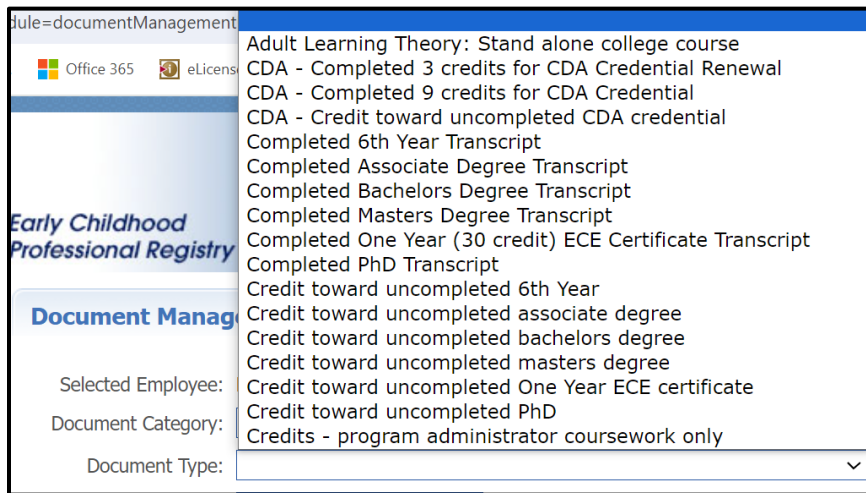 dule=documentManagement
Office 365 eLicens
Early Childhood
Professional Registry
Document Manag
Selected Employee:
Document Category:
Document Type:
Adult Learning Theory: Stand alone college course
CDA - Completed 3 credits for CDA Credential Renewal
CDA - Completed 9 credits for CDA Credential
CDA - Credit toward uncompleted CDA credential
Completed 6th Year Transcript
Completed Associate Degree Transcript
Completed Bachelors Degree Transcript
Completed Masters Degree Transcript
Completed One Year (30 credit) ECE Certificate Transcript
Completed PhD Transcript
Credit toward uncompleted 6th Year
Credit toward uncompleted associate degree
Credit toward uncompleted bachelors degree
Credit toward uncompleted masters degree
Credit toward uncompleted One Year ECE certificate
Credit toward uncompleted PhD
Credits - program administrator coursework only